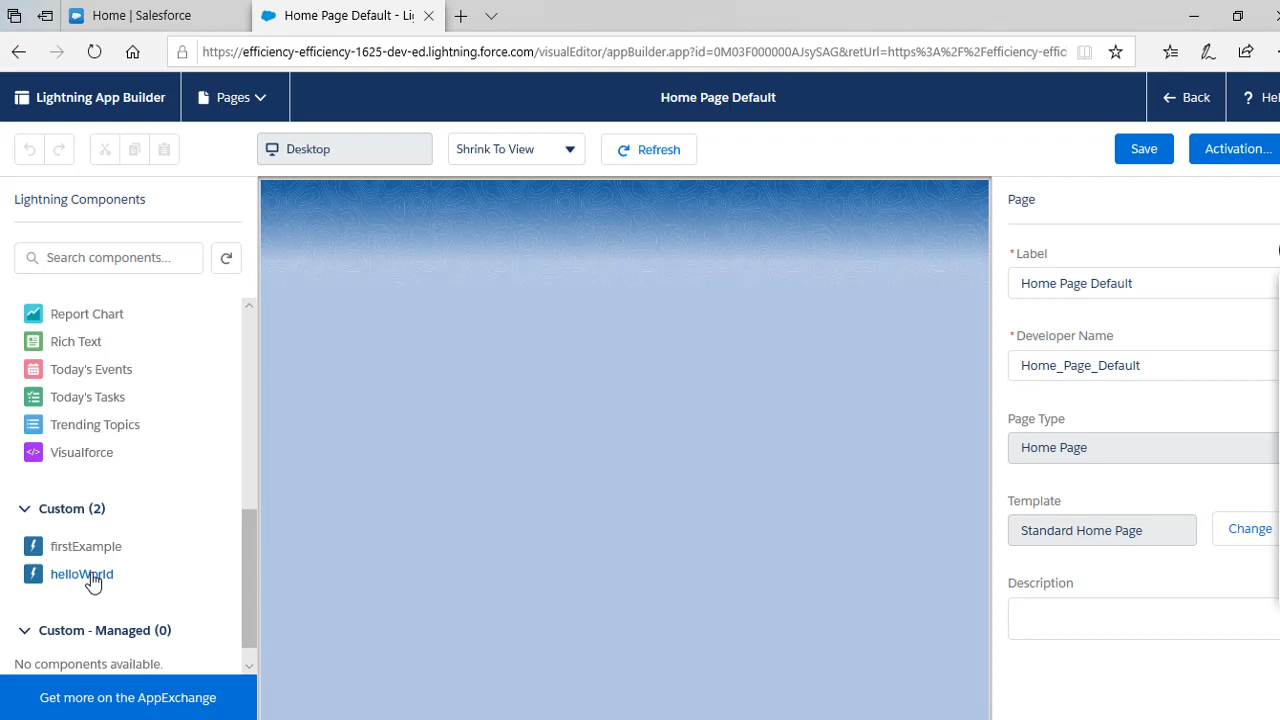 Home | Salesforce
Home Page Default - Li
https://efficiency-efficiency-1625-dev-ed.lightning.force.com/visualEditor/appBuilder.app?id=0M03F000000AJsySAG&retUrl=https%3A%2F%2Fefficiency-effic
Lightning App Builder
Pages
Home Page Default
Back
? Hel
Desktop
Shrink To View
Refresh
Save
Activation...
Lightning Components
Search components...
Report Chart
Rich Text
Today's Events
Today's Tasks
Trending Topics
Visualforce
Custom (2)
firstExample
helloWorld
Custom - Managed (0)
No components available.
Get more on the AppExchange
Page
*Label
Home Page Default
*Developer Name
Home_Page_Default
Page Type
Home Page
Template
Standard Home Page
Change
Description